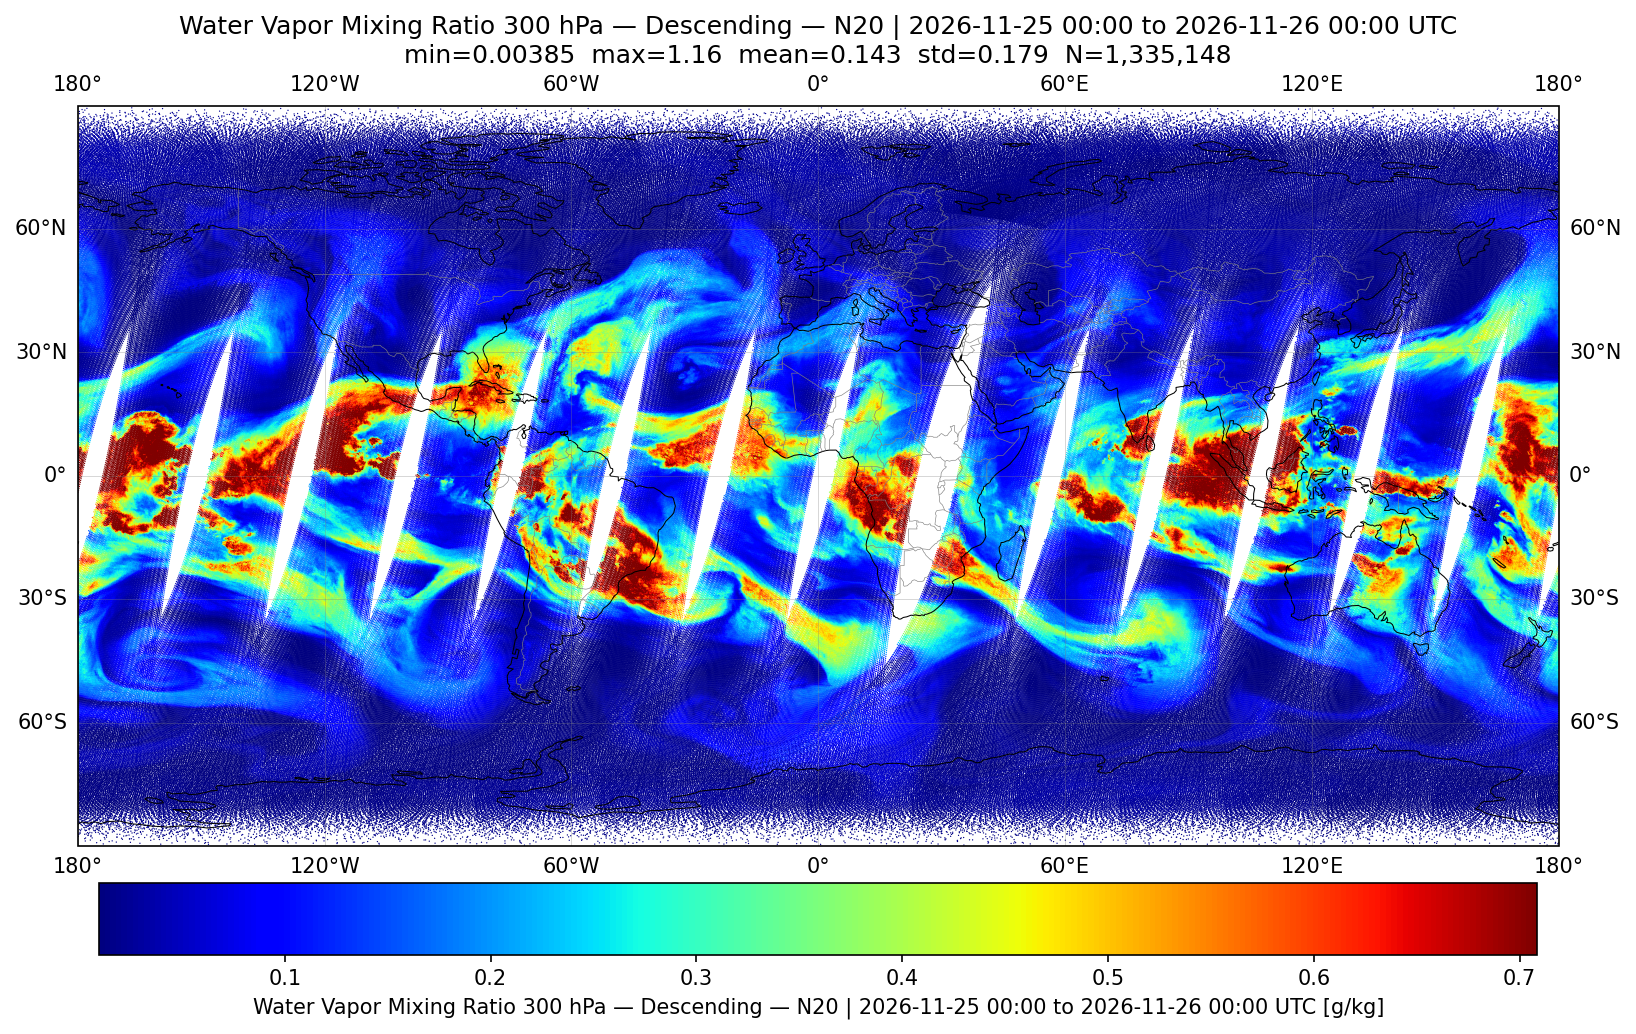 Water Vapor Mixing Ratio 300 hPa — Descending — N20 | 2026-11-25 00:00 to 2026-11-26 00:00 UTC
min=0.00385  max=1.16  mean=0.143  std=0.179  N=1,335,148
180° 120°W 60°W 0° 60°E 120°E 180°
60°N 60°N
30°N 30°N
0° 0°
30°S 30°S
60°S 60°S
180° 120°W 60°W 0° 60°E 120°E 180°
0.1 0.2 0.3 0.4 0.5 0.6 0.7
Water Vapor Mixing Ratio 300 hPa — Descending — N20 | 2026-11-25 00:00 to 2026-11-26 00:00 UTC [g/kg]